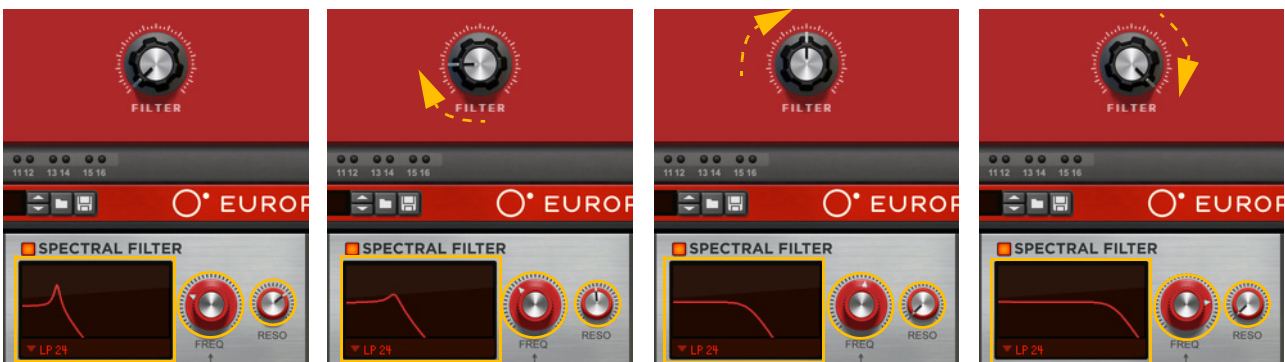 FILTER
11 12 13 14 15 16
EUROP
SPECTRAL FILTER
LP 24
FREQ
RESO
FILTER
11 12 13 14 15 16
EUROP
SPECTRAL FILTER
LP 24
FREQ
RESO
FILTER
11 12 13 14 15 16
EUROP
SPECTRAL FILTER
LP 24
FREQ
RESO
FILTER
11 12 13 14 15 16
EUROP
SPECTRAL FILTER
LP 24
FREQ
RESO